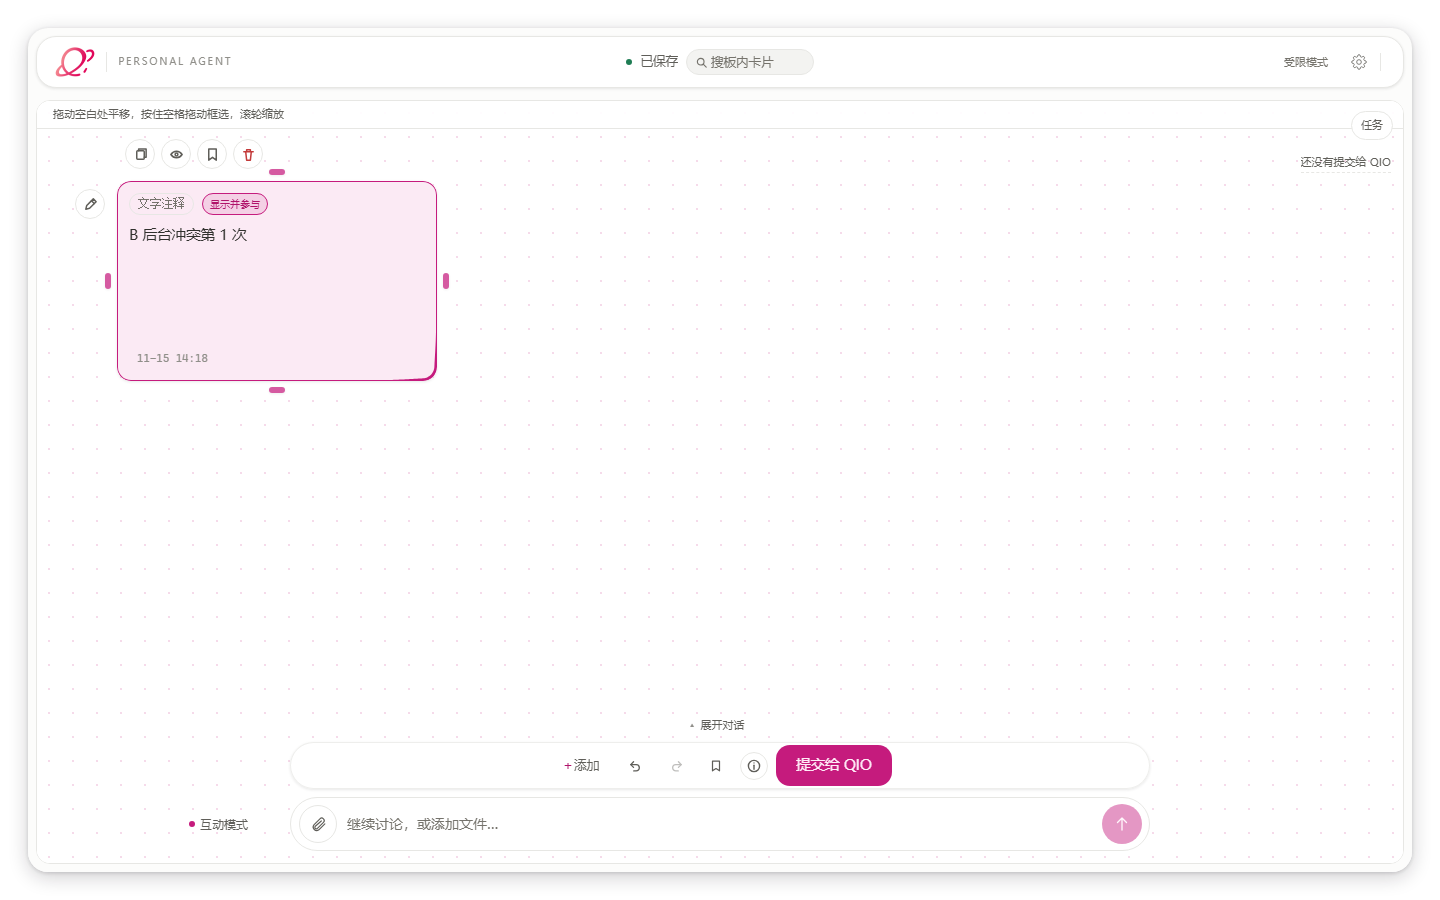 PERSONAL AGENT
已保存
搜板内卡片
受限模式
拖动空白处平移，按住空格拖动框选，滚轮缩放
任务
还没有提交给 QIO
文字注释
显示并参与
B 后台冲突第 1 次
11-15 14:18
展开对话
+添加
提交给 QIO
互动模式
继续讨论，或添加文件...